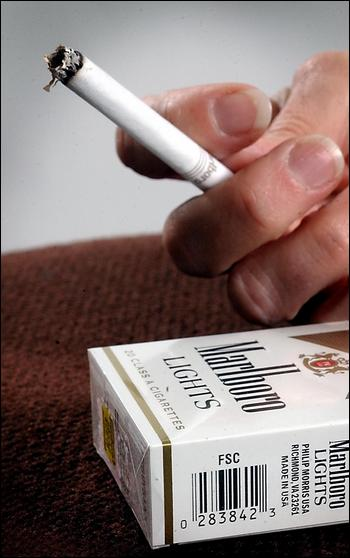 Marlboro
LIGHTS
20 CLASS A CIGARETTES
FSC
0 283842 3
Marlboro
LIGHTS
PHILIP MORRIS USA
RICHMOND, VA 23261
MADE IN USA